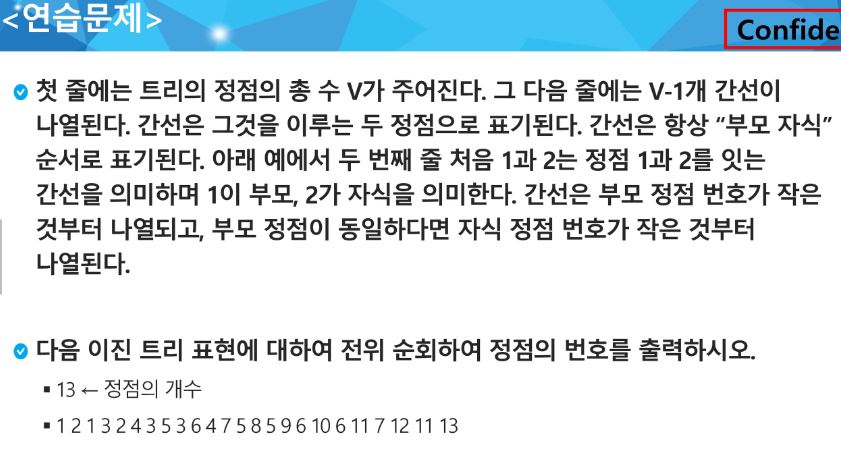 <연습문제>
Confide
첫 줄에는 트리의 정점의 총 수 V가 주어진다. 그 다음 줄에는 V-1개 간선이
나열된다. 간선은 그것을 이루는 두 정점으로 표기된다. 간선은 항상 “부모 자식”
순서로 표기된다. 아래 예에서 두 번째 줄 처음 1과 2는 정점 1과 2를 잇는
간선을 의미하며 1이 부모, 2가 자식을 의미한다. 간선은 부모 정점 번호가 작은
것부터 나열되고, 부모 정점이 동일하다면 자식 정점 번호가 작은 것부터
나열된다.
다음 이진 트리 표현에 대하여 전위 순회하여 정점의 번호를 출력하시오.
13 ← 정점의 개수
1 2 1 3 2 4 3 5 3 6 4 7 5 8 5 9 6 10 6 11 7 12 11 13